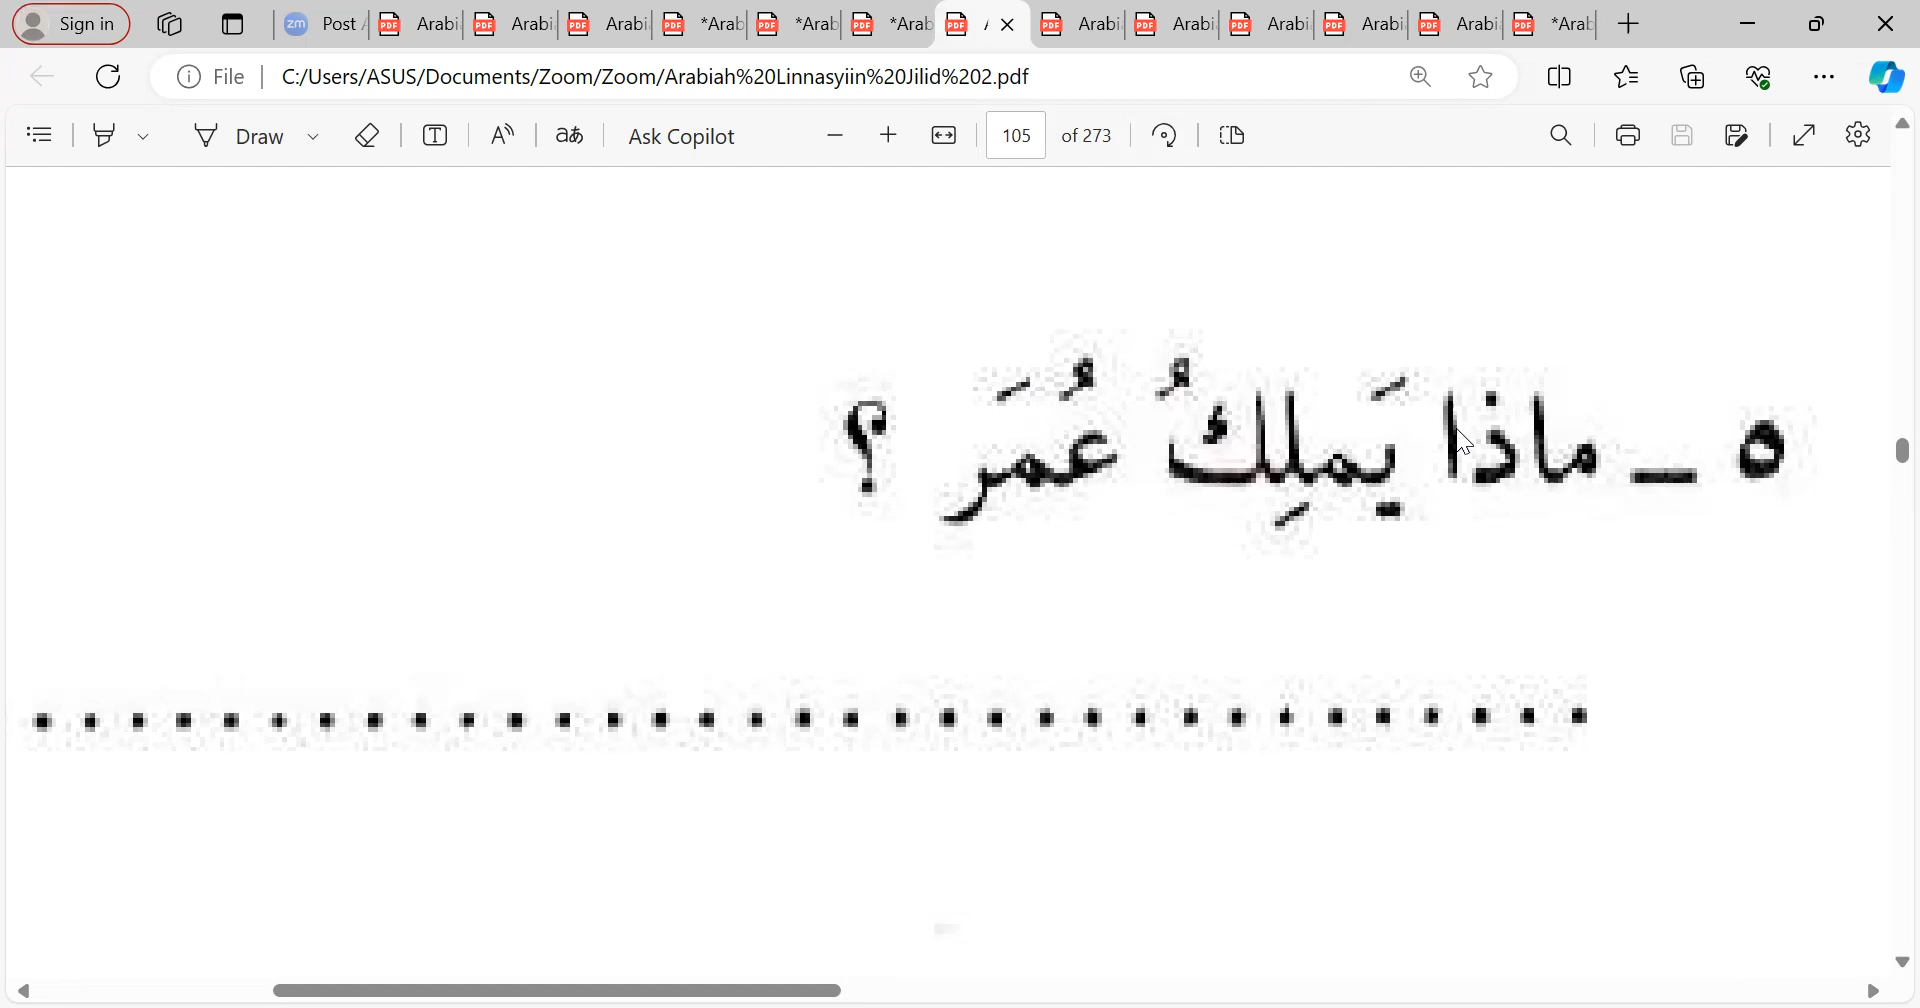 Sign in
Post A
Arabi
Arabi
Arabi
*Arab
*Arab
*Arab
Arabi
Arabi
Arabi
Arabi
Arabi
*Arab
File
C:/Users/ASUS/Documents/Zoom/Zoom/Arabiah%20Linnasyiin%20Jilid%202.pdf
Draw
Ask Copilot
105 of 273
٥ ـ ماذا يَملِكُ عُمَر ؟
. . . . . . . . . . . . . . . . . . . . . . . . . . . . . . . . .